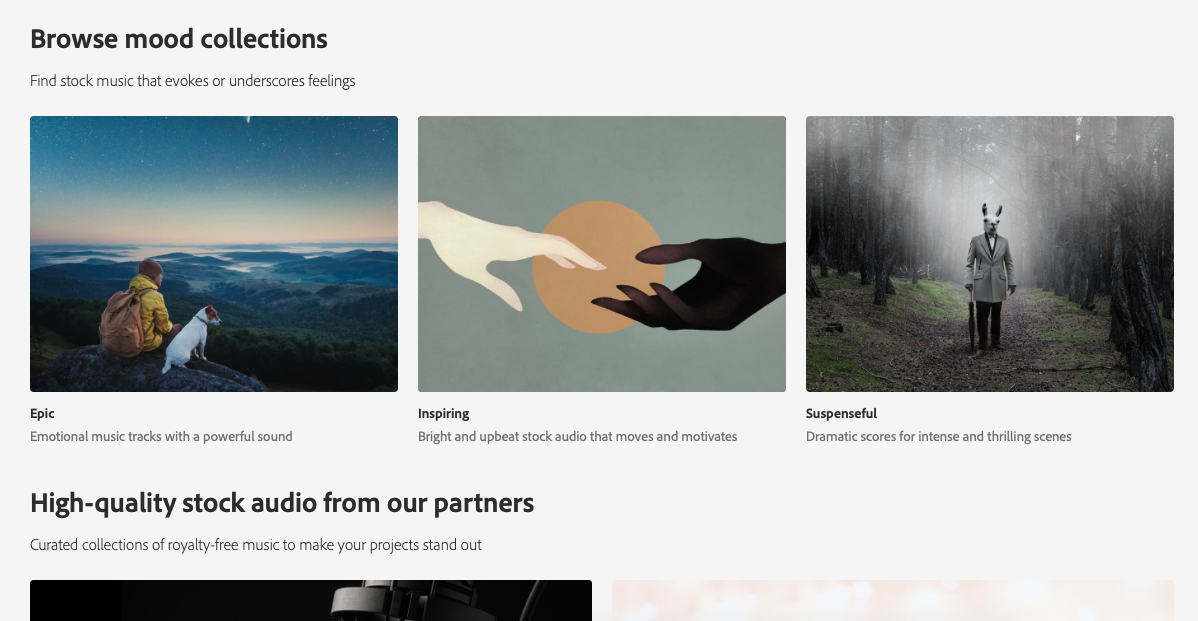 Browse mood collections
Find stock music that evokes or underscores feelings
Epic
Emotional music tracks with a powerful sound
Inspiring
Bright and upbeat stock audio that moves and motivates
Suspenseful
Dramatic scores for intense and thrilling scenes
High-quality stock audio from our partners
Curated collections of royalty-free music to make your projects stand out